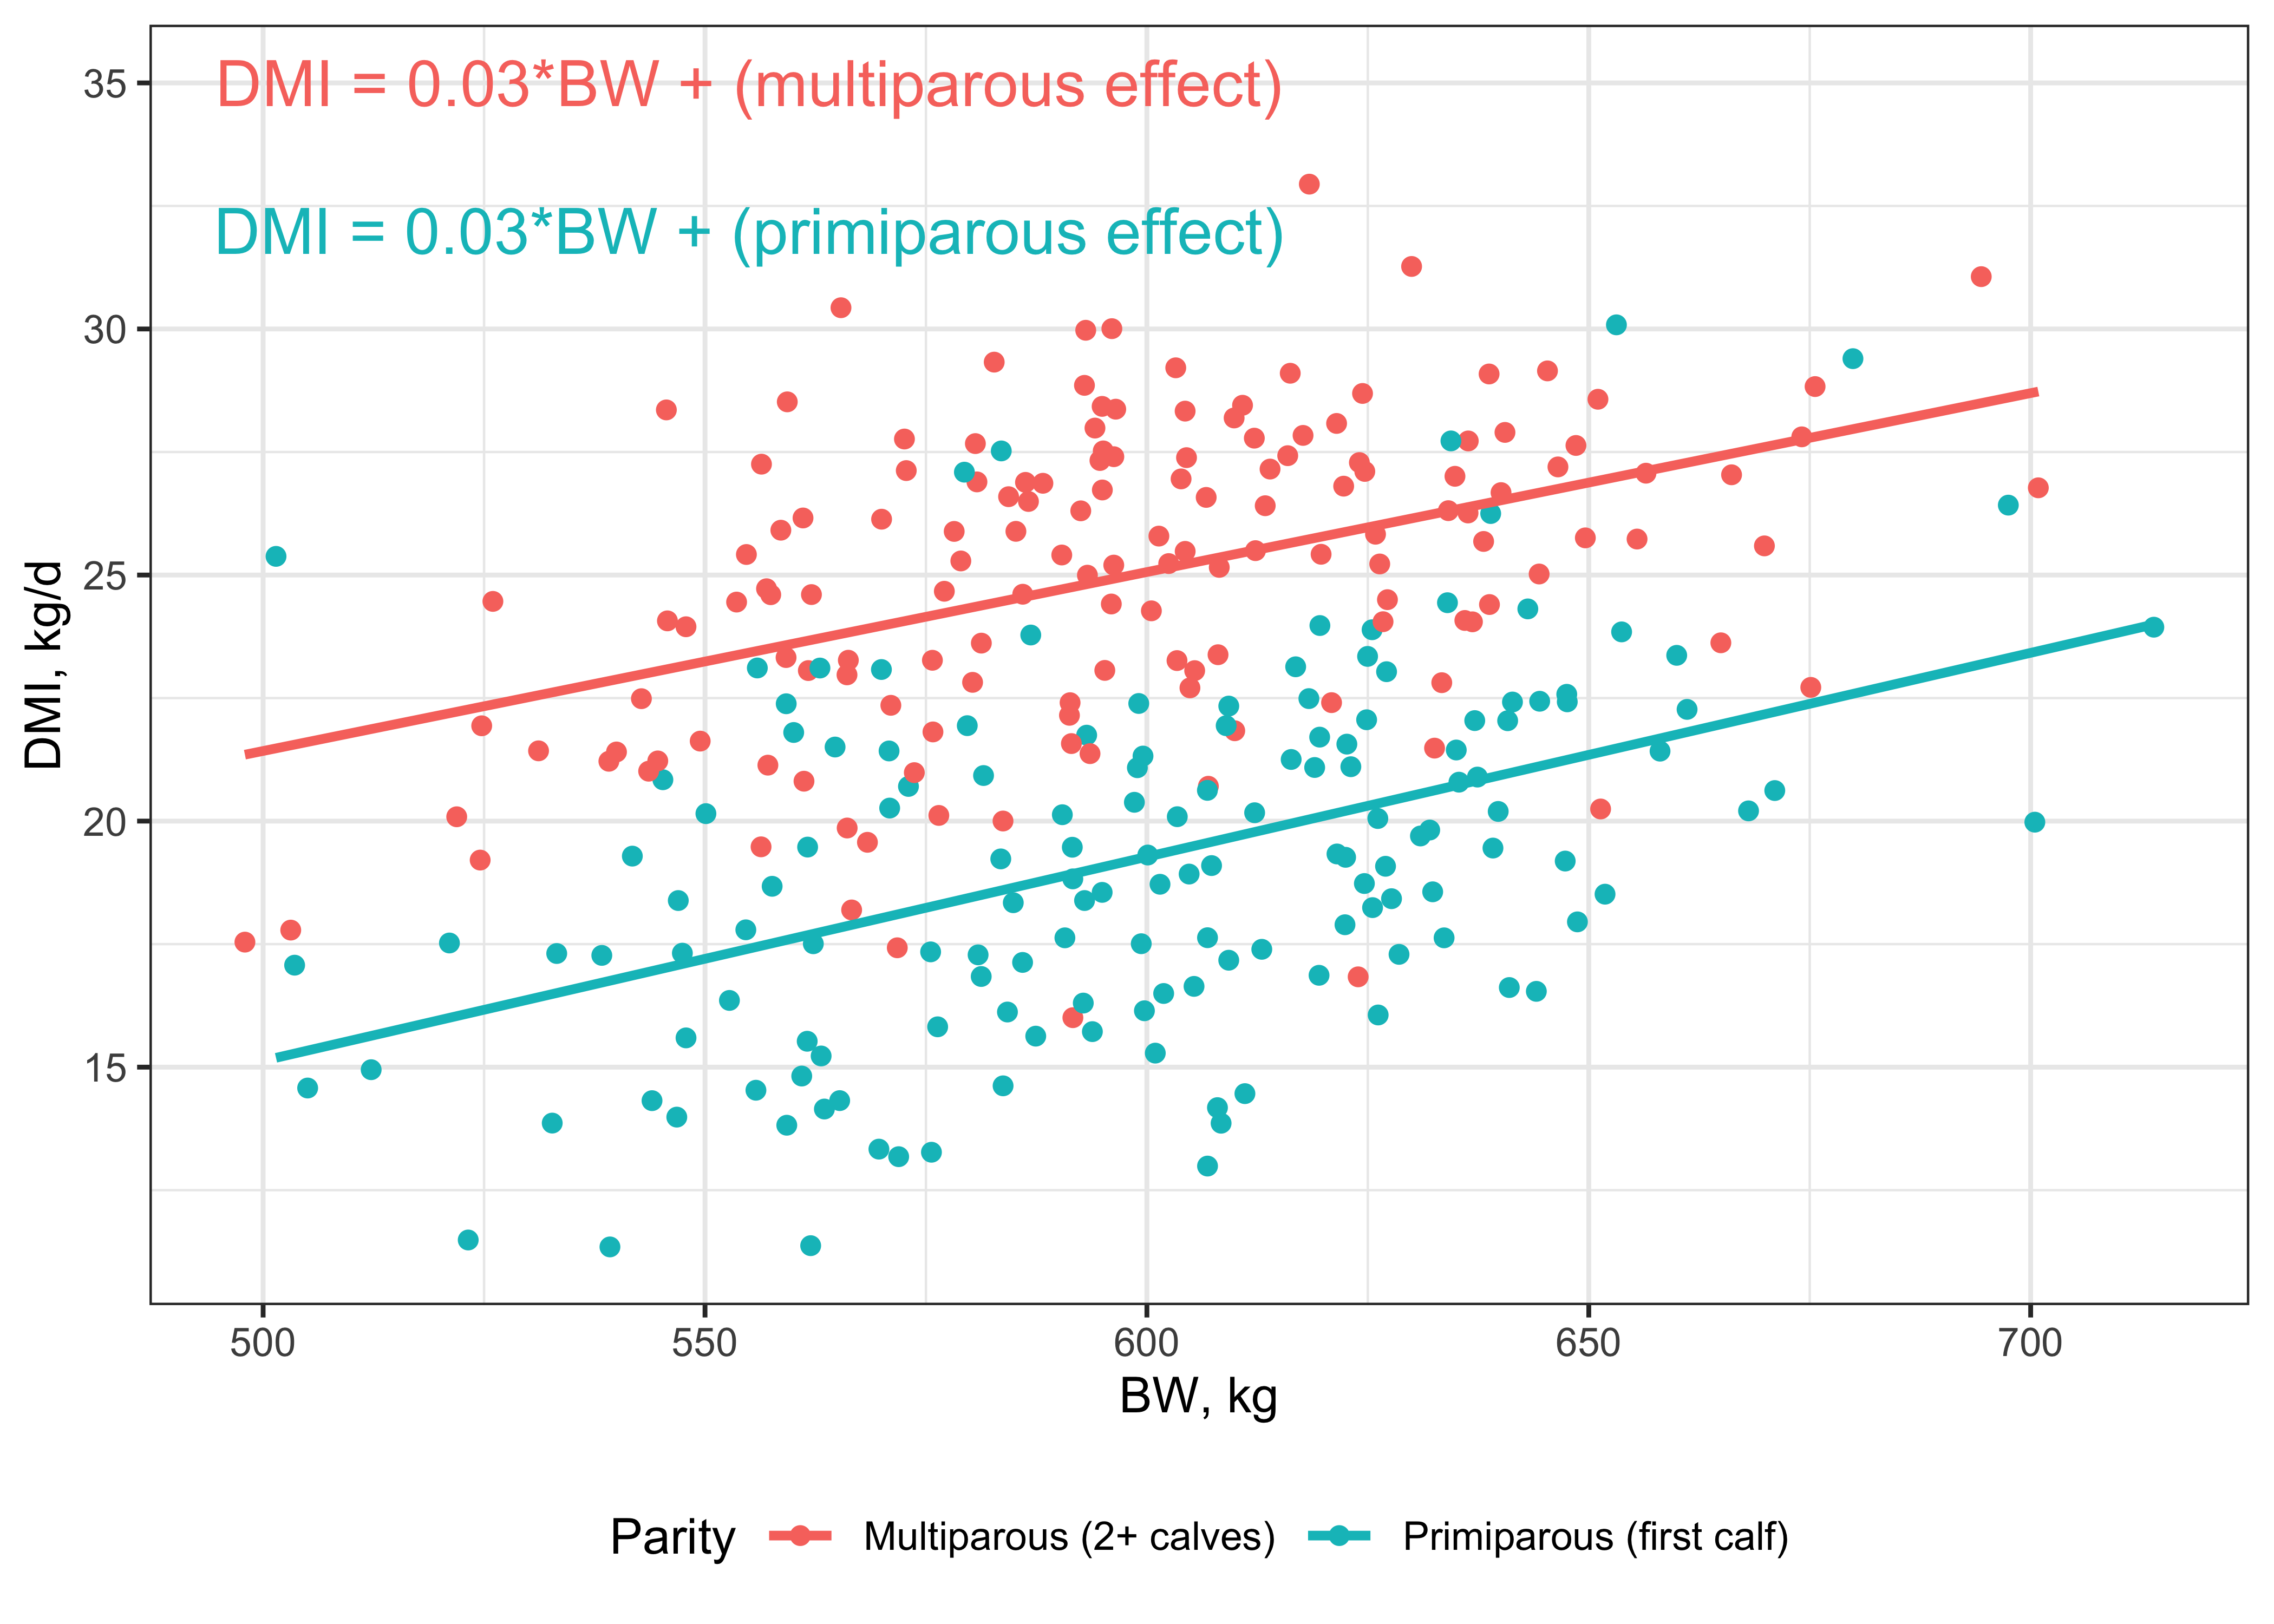 DMI = 0.03*BW + (multiparous effect)
DMI = 0.03*BW + (primiparous effect)
35
30
25
20
15
DMI, kg/d
500 550 600 650 700
BW, kg
Parity Multiparous (2+ calves) Primiparous (first calf)